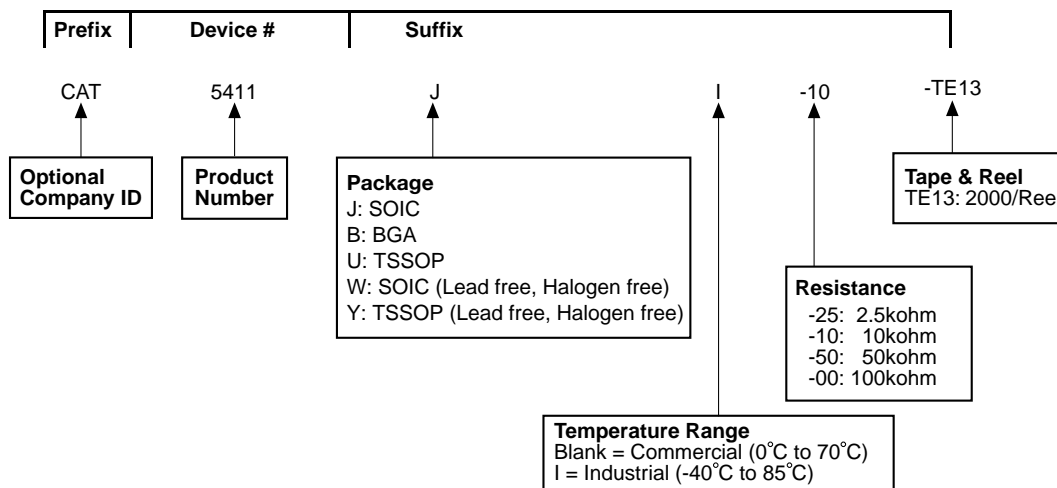 Prefix Device # Suffix
CAT 5411 J I -10 -TE13
Optional
Company ID
Product
Number
Package
J: SOIC
B: BGA
U: TSSOP
W: SOIC (Lead free, Halogen free)
Y: TSSOP (Lead free, Halogen free)
Tape & Reel
TE13: 2000/Ree
Resistance
-25: 2.5kohm
-10: 10kohm
-50: 50kohm
-00: 100kohm
Temperature Range
Blank = Commercial (0°C to 70°C)
I = Industrial (-40°C to 85°C)